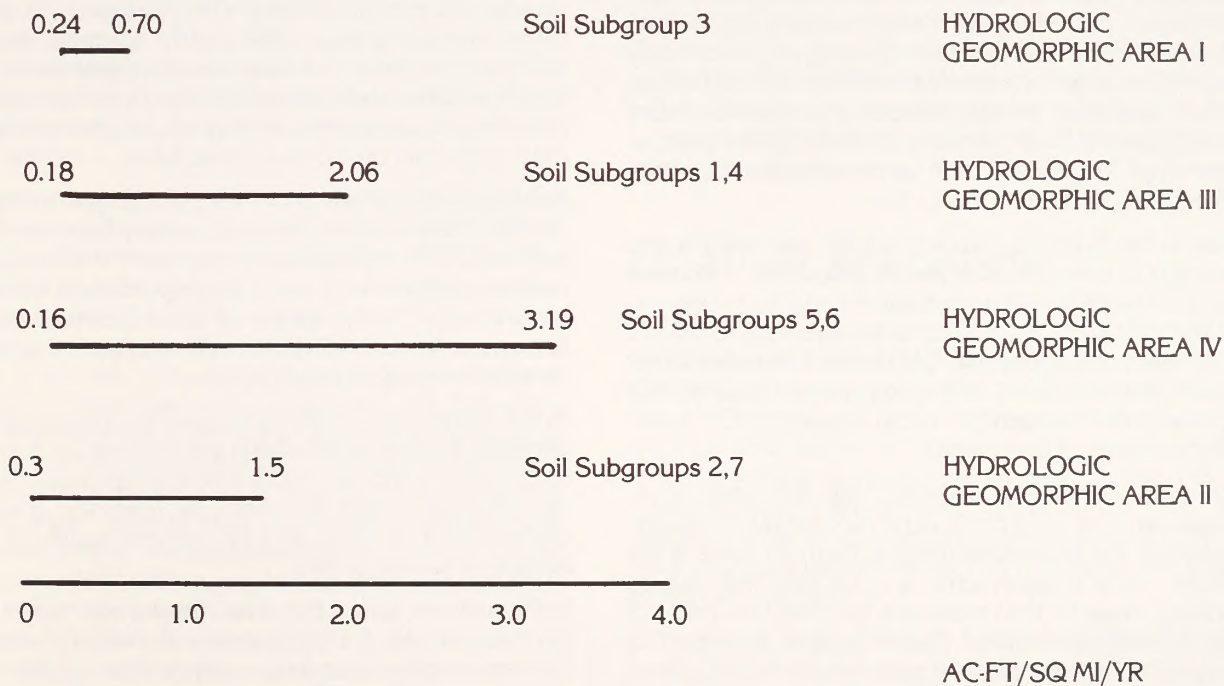 0.24 0.70 Soil Subgroup 3 HYDROLOGIC
GEOMORPHIC AREA I
0.18 2.06 Soil Subgroups 1,4 HYDROLOGIC
GEOMORPHIC AREA III
0.16 3.19 Soil Subgroups 5,6 HYDROLOGIC
GEOMORPHIC AREA IV
0.3 1.5 Soil Subgroups 2,7 HYDROLOGIC
GEOMORPHIC AREA II
0 1.0 2.0 3.0 4.0
AC-FT/SQ MI/YR